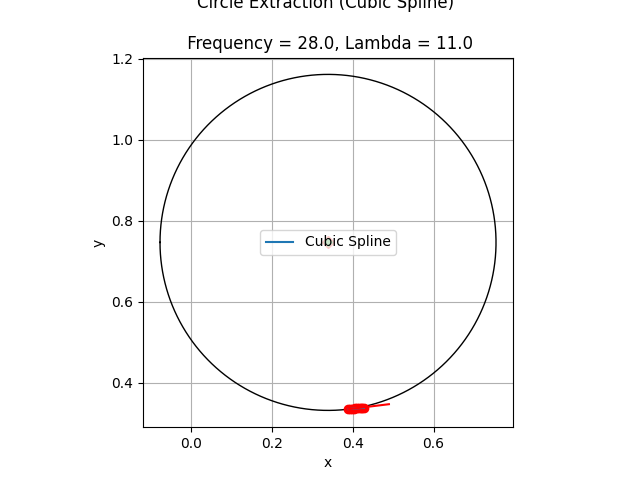 Circle Extraction (Cubic Spline)
Frequency = 28.0, Lambda = 11.0
1.2
1.0
0.8
0.6
0.4
y
Cubic Spline
0.0 0.2 0.4 0.6
x